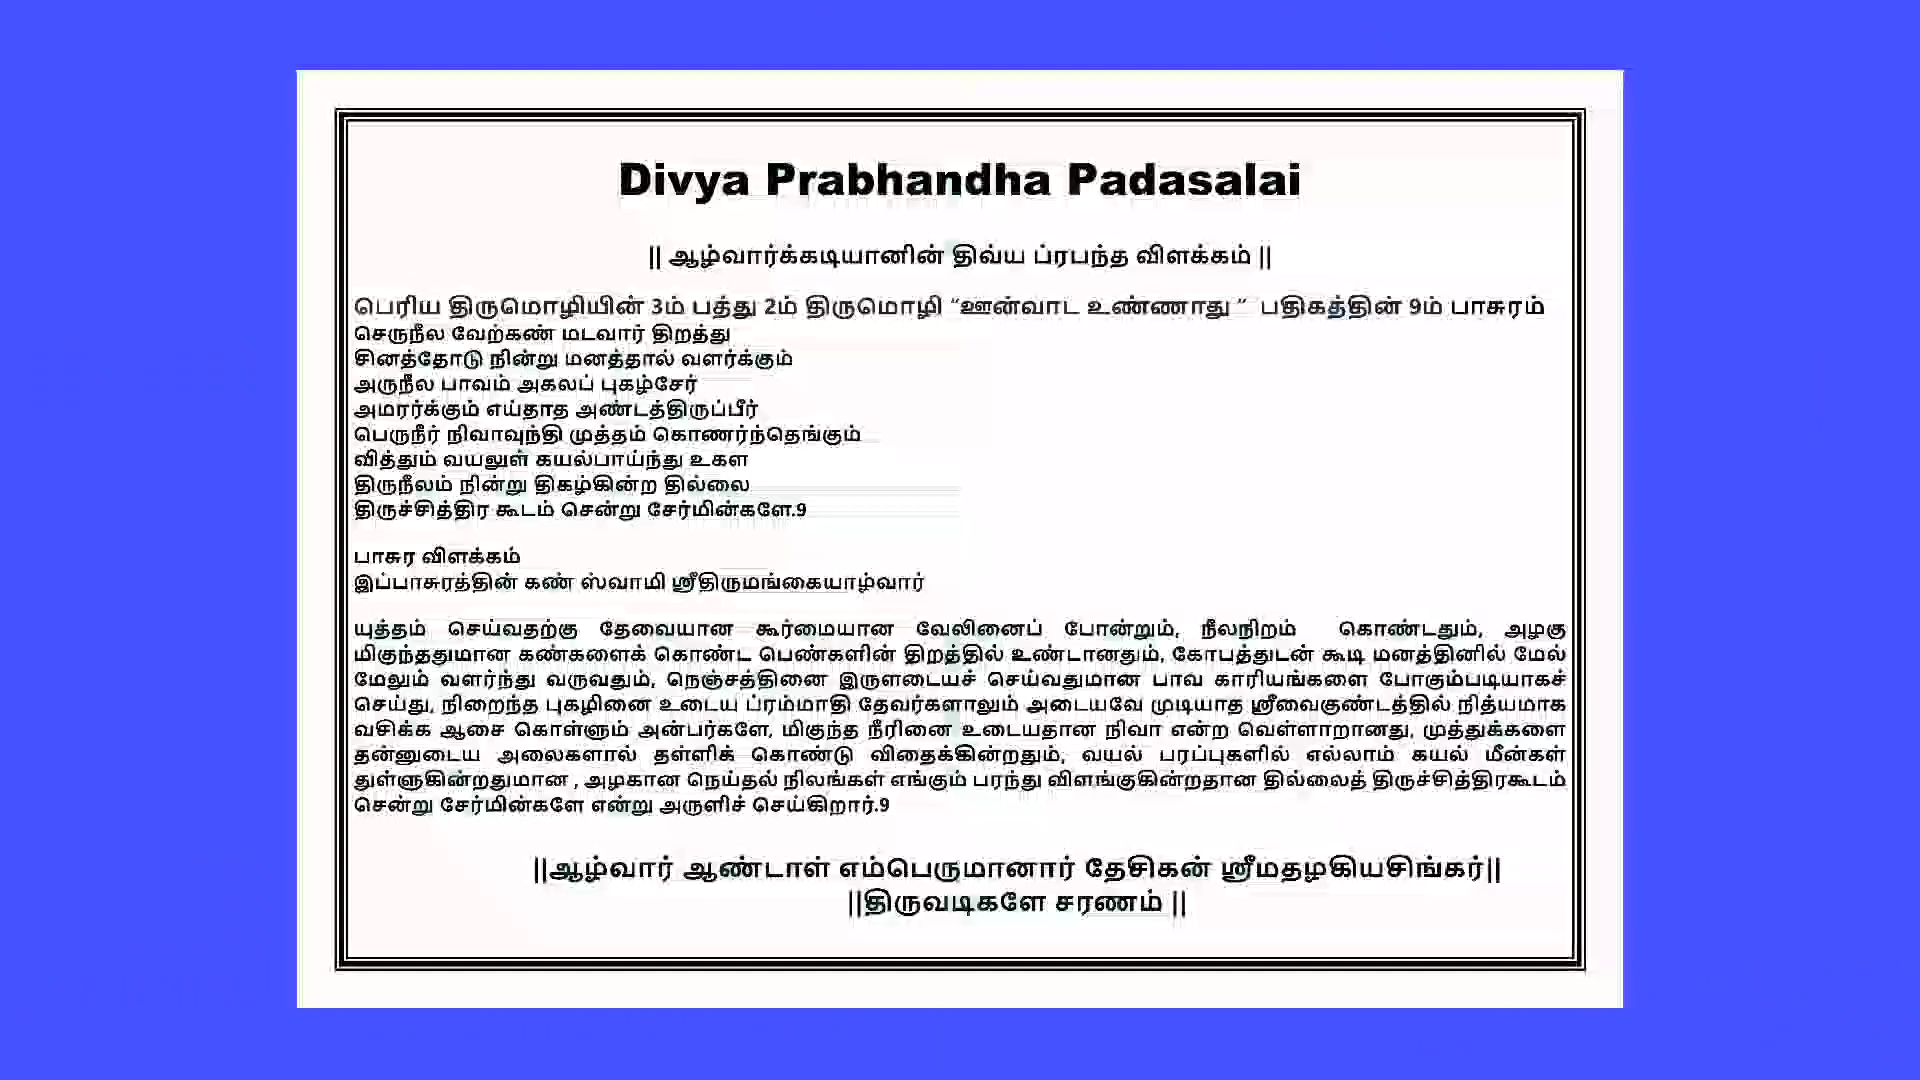 Divya Prabhandha Padasalai
|| ஆழ்வார்க்கடியானின் திவ்ய ப்ரபந்த விளக்கம் ||
பெரிய திருமொழியின் 3ம் பத்து 2ம் திருமொழி “ஊன்வாட உண்ணாது ” பதிகத்தின் 9ம் பாசுரம்
செருநீல வேற்கண் மடவார் திறத்து
சினத்தோடு நின்று மனத்தால் வளர்க்கும்
அருநீல பாவம் அகலப் புகழ்சேர்
அமரர்க்கும் எய்தாத அண்டத்திருப்பீர்
பெருநீர் நிவாவுந்தி முத்தம் கொணர்ந்தெங்கும்
வித்தும் வயலுள் கயல்பாய்ந்து உகள
திருநீலம் நின்று திகழ்கின்ற தில்லை
திருச்சித்திர கூடம் சென்று சேர்மின்களே.9
பாசுர விளக்கம்
இப்பாசுரத்தின் கண் ஸ்வாமி ஸ்ரீதிருமங்கையாழ்வார்
யுத்தம் செய்வதற்கு தேவையான கூர்மையான வேலினைப் போன்றும், நீலநிறம் கொண்டதும், அழகு
மிகுந்ததுமான கண்களைக் கொண்ட பெண்களின் திறத்தில் உண்டானதும், கோபத்துடன் கூடி மனத்தினில் மேல்
மேலும் வளர்ந்து வருவதும், நெஞ்சத்தினை இருளடையச் செய்வதுமான பாவ காரியங்களை போகும்படியாகச்
செய்து, நிறைந்த புகழினை உடைய ப்ரம்மாதி தேவர்களாலும் அடையவே முடியாத ஸ்ரீவைகுண்டத்தில் நித்யமாக
வசிக்க ஆசை கொள்ளும் அன்பர்களே, மிகுந்த நீரினை உடையதான நிவா என்ற வெள்ளாறானது, முத்துக்களை
தன்னுடைய அலைகளால் தள்ளிக் கொண்டு விதைக்கின்றதும், வயல் பரப்புகளில் எல்லாம் கயல் மீன்கள்
துள்ளுகின்றதுமான , அழகான நெய்தல் நிலங்கள் எங்கும் பரந்து விளங்குகின்றதான தில்லைத் திருச்சித்திரகூடம்
சென்று சேர்மின்களே என்று அருளிச் செய்கிறார்.9
||ஆழ்வார் ஆண்டாள் எம்பெருமானார் தேசிகன் ஸ்ரீமதழகியசிங்கர்||
||திருவடிகளே சரணம் ||